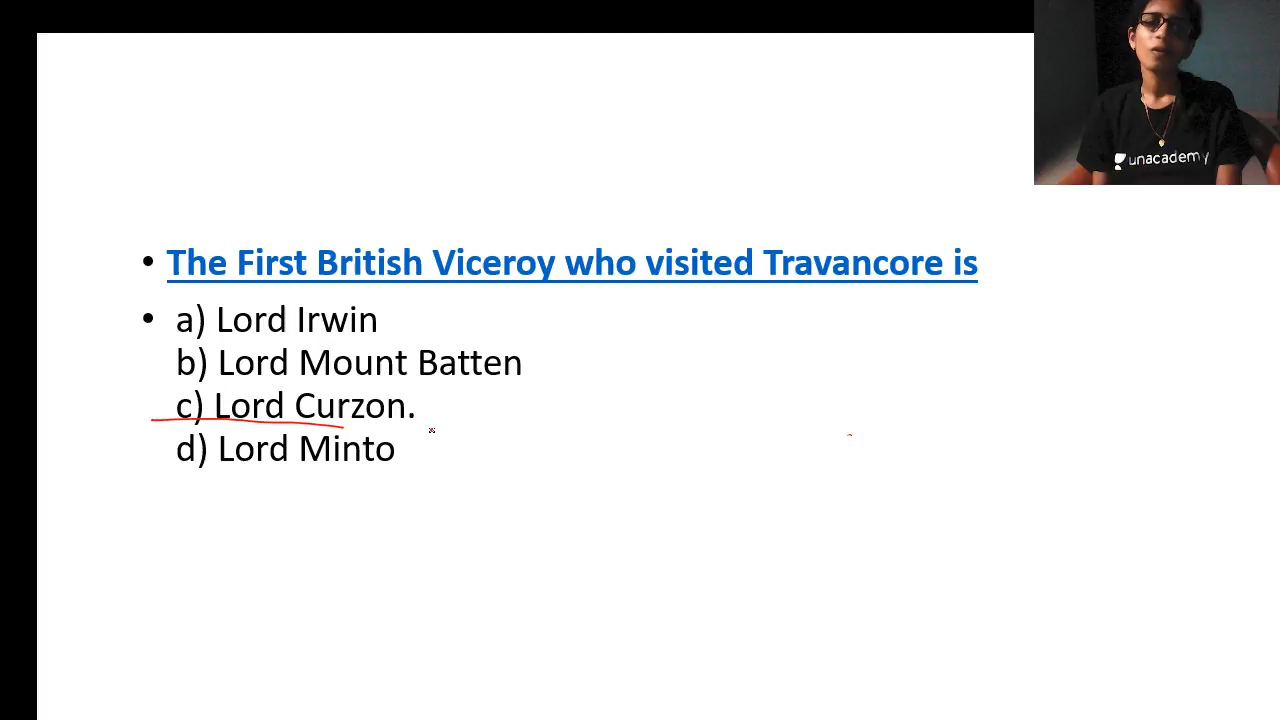 unacademy
• The First British Viceroy who visited Travancore is
• a) Lord Irwin
b) Lord Mount Batten
c) Lord Curzon.
d) Lord Minto